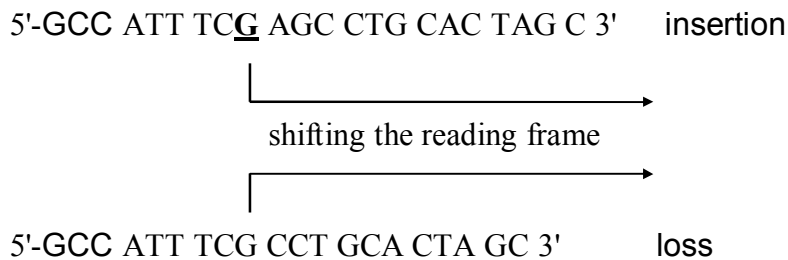 5'-GCC ATT TCG AGC CTG CAC TAG C 3' insertion
shifting the reading frame
5'-GCC ATT TCG CCT GCA CTA GC 3' loss